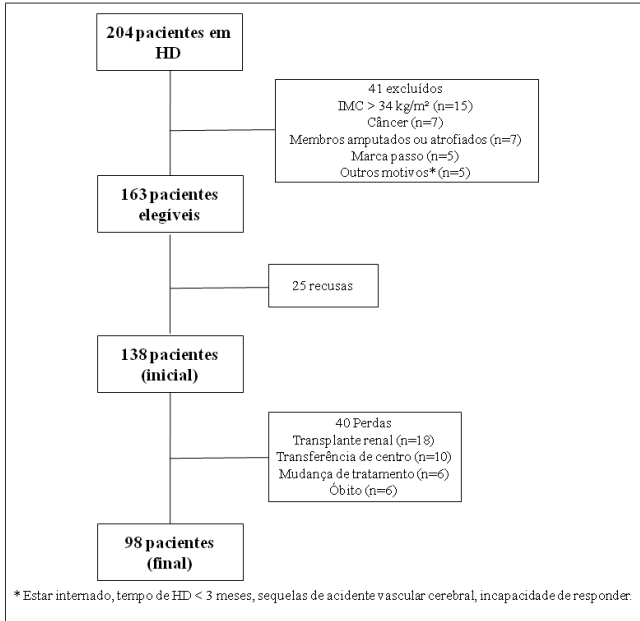 204 pacientes em
HD
41 excluídos
IMC > 34 kg/m² (n=15)
Câncer (n=7)
Membros amputados ou atrofiados (n=7)
Marca passo (n=5)
Outros motivos* (n=5)
163 pacientes
elegíveis
25 recusas
138 pacientes
(inicial)
40 Perdas
Transplante renal (n=18)
Transferência de centro (n=10)
Mudança de tratamento (n=6)
Óbito (n=6)
98 pacientes
(final)
* Estar internado, tempo de HD < 3 meses, sequelas de acidente vascular cerebral, incapacidade de responder.